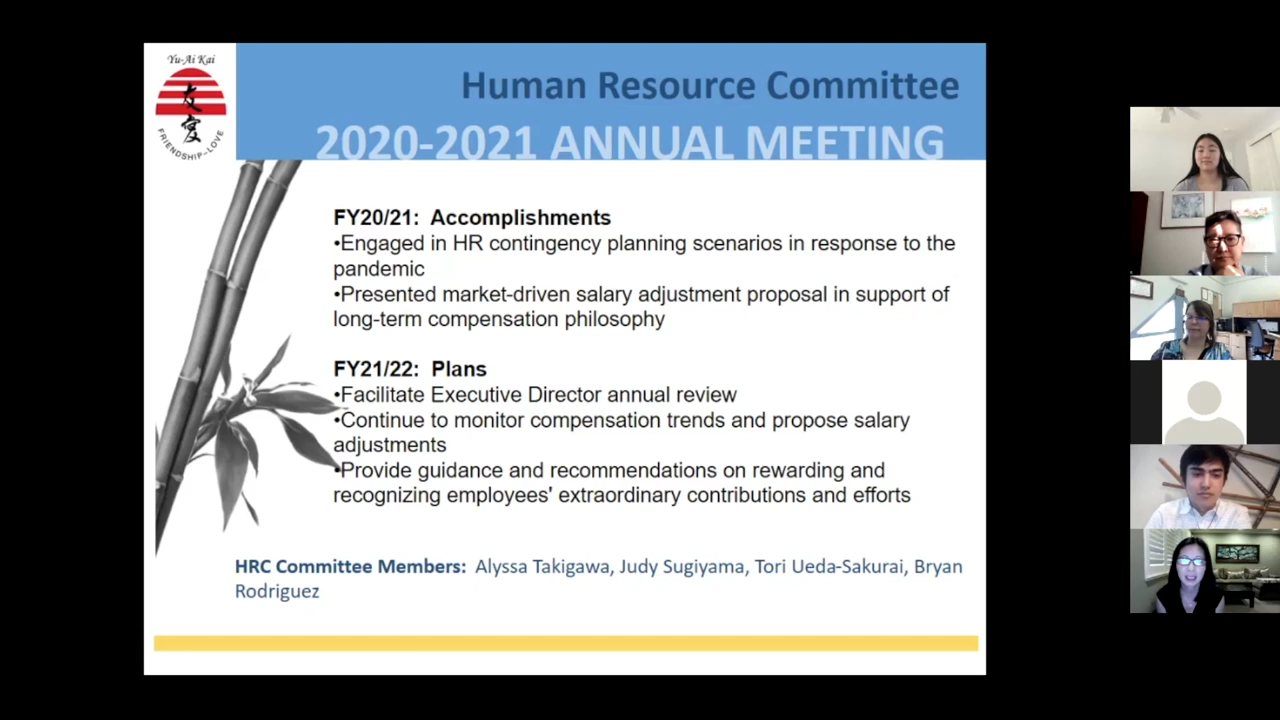 Yu-Ai Kai
友
愛
FRIENDSHIP-LOVE
Human Resource Committee
2020-2021 ANNUAL MEETING
FY20/21:  Accomplishments
•Engaged in HR contingency planning scenarios in response to the
pandemic
•Presented market-driven salary adjustment proposal in support of
long-term compensation philosophy
FY21/22:  Plans
•Facilitate Executive Director annual review
•Continue to monitor compensation trends and propose salary
adjustments
•Provide guidance and recommendations on rewarding and
recognizing employees' extraordinary contributions and efforts
HRC Committee Members:  Alyssa Takigawa, Judy Sugiyama, Tori Ueda-Sakurai, Bryan
Rodriguez